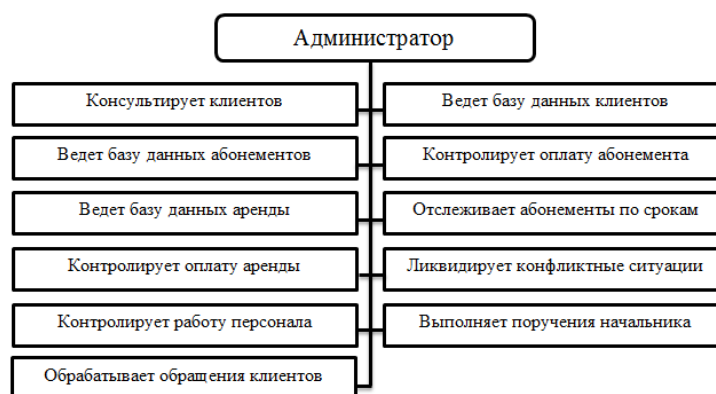 Администратор
Консультирует клиентов
Ведет базу данных клиентов
Ведет базу данных абонементов
Контролирует оплату абонемента
Ведет базу данных аренды
Отслеживает абонементы по срокам
Контролирует оплату аренды
Ликвидирует конфликтные ситуации
Контролирует работу персонала
Выполняет поручения начальника
Обрабатывает обращения клиентов